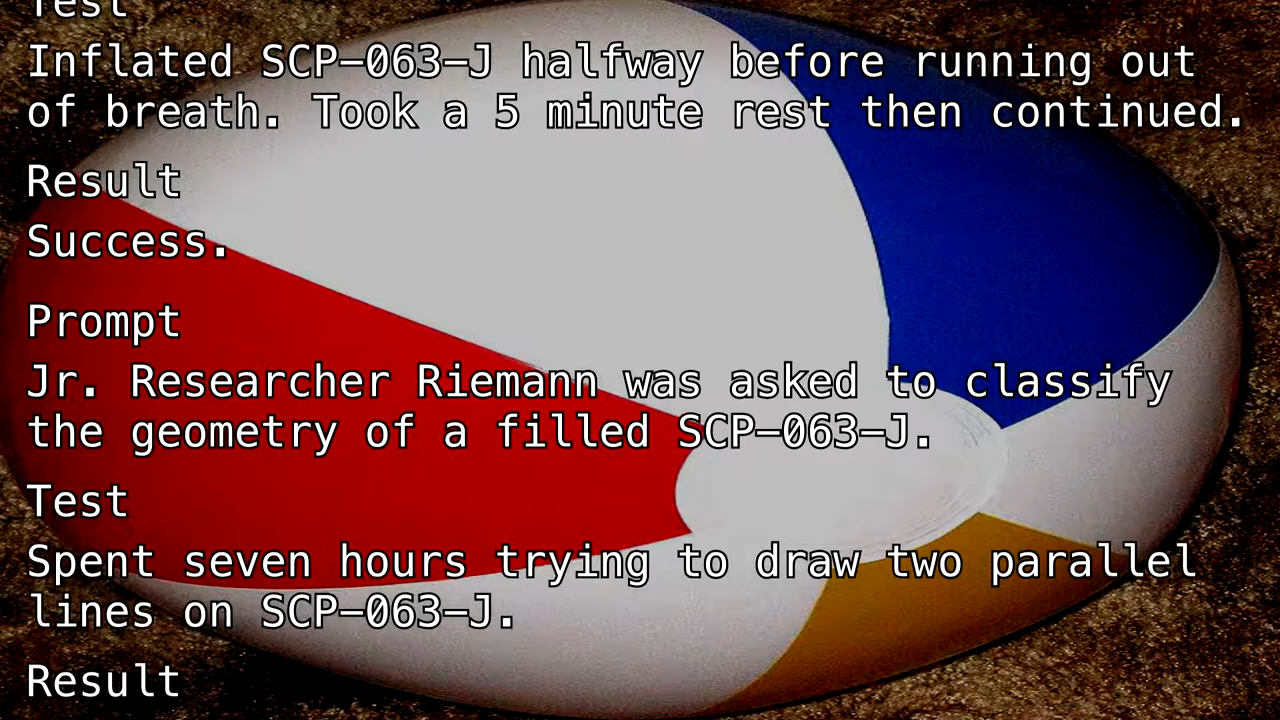 Test
Inflated SCP-063-J halfway before running out
of breath. Took a 5 minute rest then continued.
Result
Success.
Prompt
Jr. Researcher Riemann was asked to classify
the geometry of a filled SCP-063-J.
Test
Spent seven hours trying to draw two parallel
lines on SCP-063-J.
Result